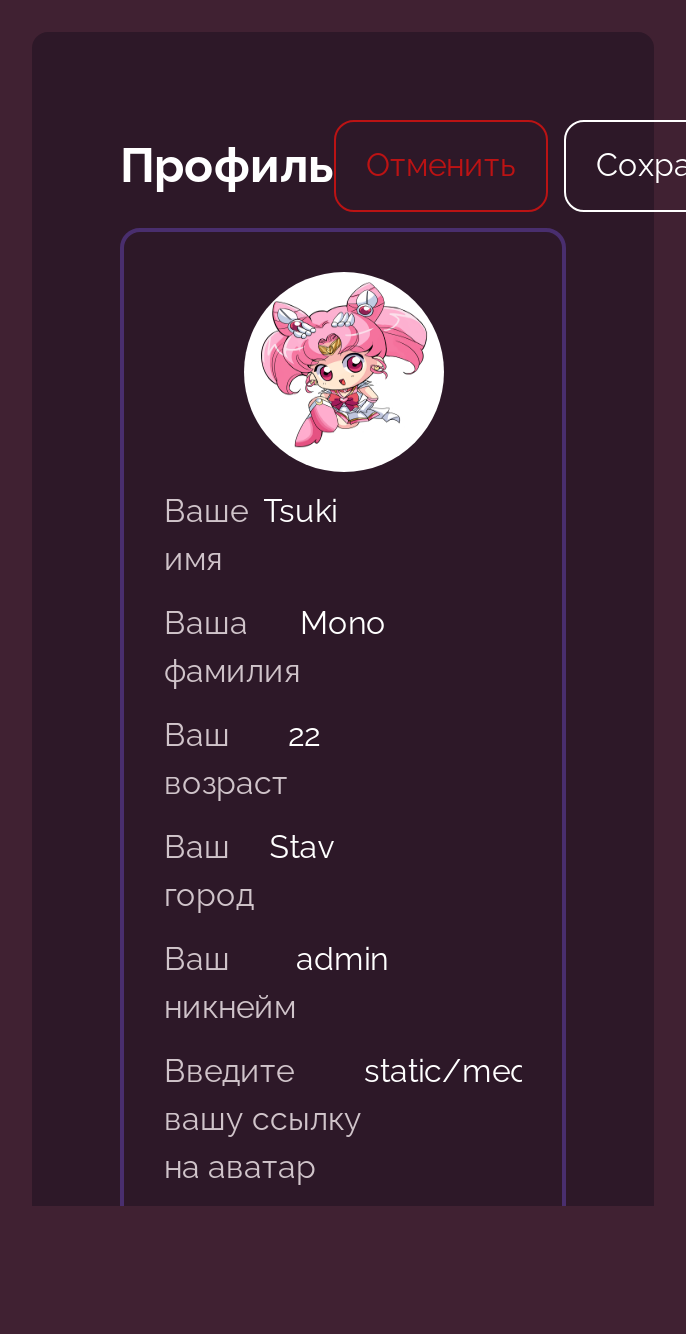 Профиль Отменить Сохра
Ваше Tsuki
имя
Ваша Mono
фамилия
Ваш 22
возраст
Ваш Stav
город
Ваш admin
никнейм
Введите static/med
вашу ссылку
на аватар